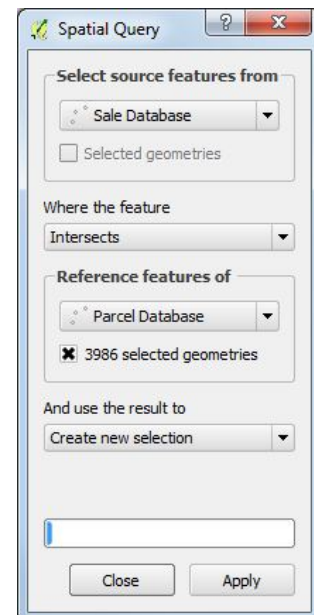 Spatial Query
Select source features from
Sale Database
Selected geometries
Where the feature
Intersects
Reference features of
Parcel Database
3986 selected geometries
And use the result to
Create new selection
Close Apply